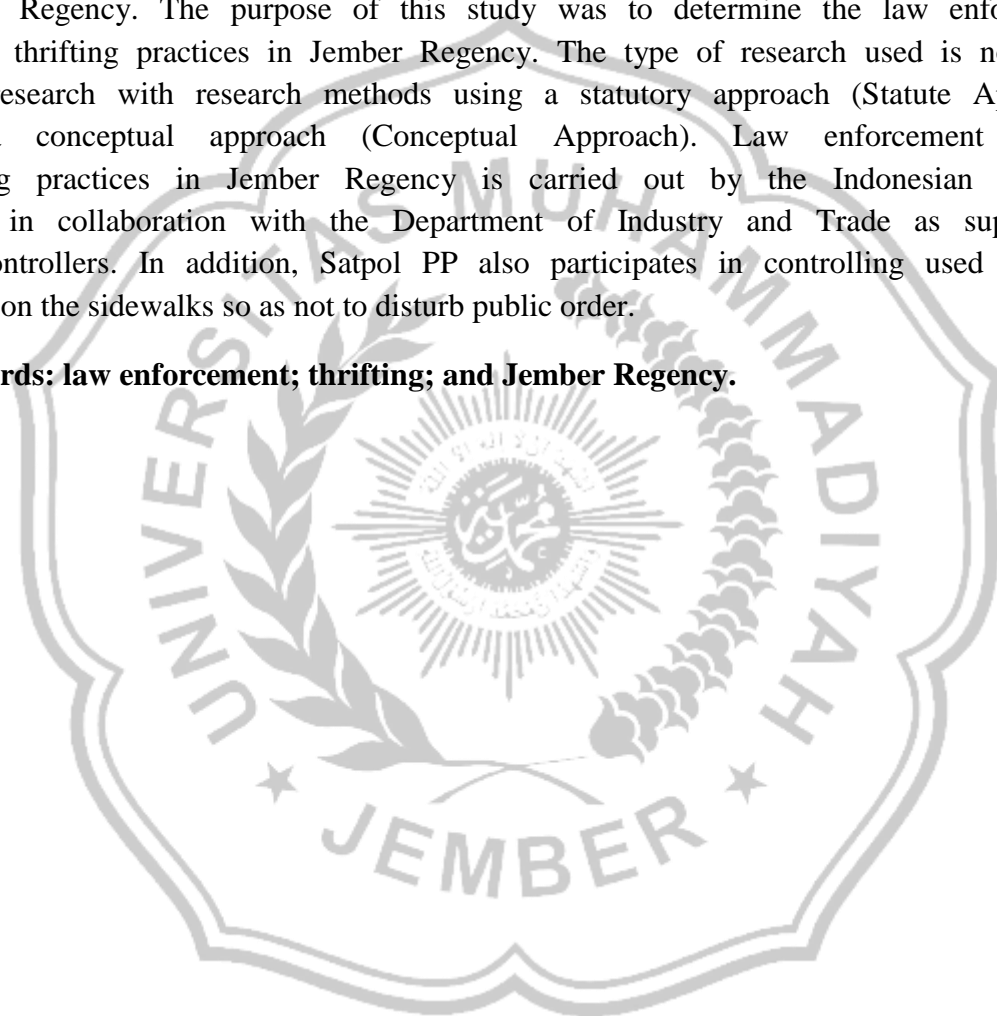 Regency. The purpose of this study was to determine the law enfo
thrifting practices in Jember Regency. The type of research used is no
esearch with research methods using a statutory approach (Statute Ap
conceptual approach (Conceptual Approach). Law enforcement
g practices in Jember Regency is carried out by the Indonesian
in collaboration with the Department of Industry and Trade as sup
ontrollers. In addition, Satpol PP also participates in controlling used
on the sidewalks so as not to disturb public order.
rds: law enforcement; thrifting; and Jember Regency.
UNIVERSITAS MUHAMMADIYAH
JEMBER